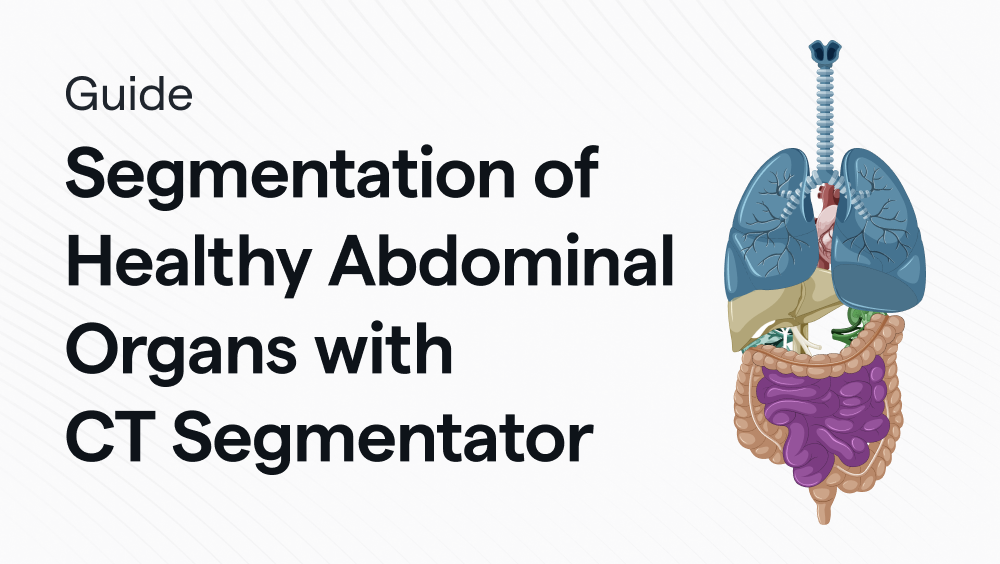 Guide
Segmentation of
Healthy Abdominal
Organs with
CT Segmentator